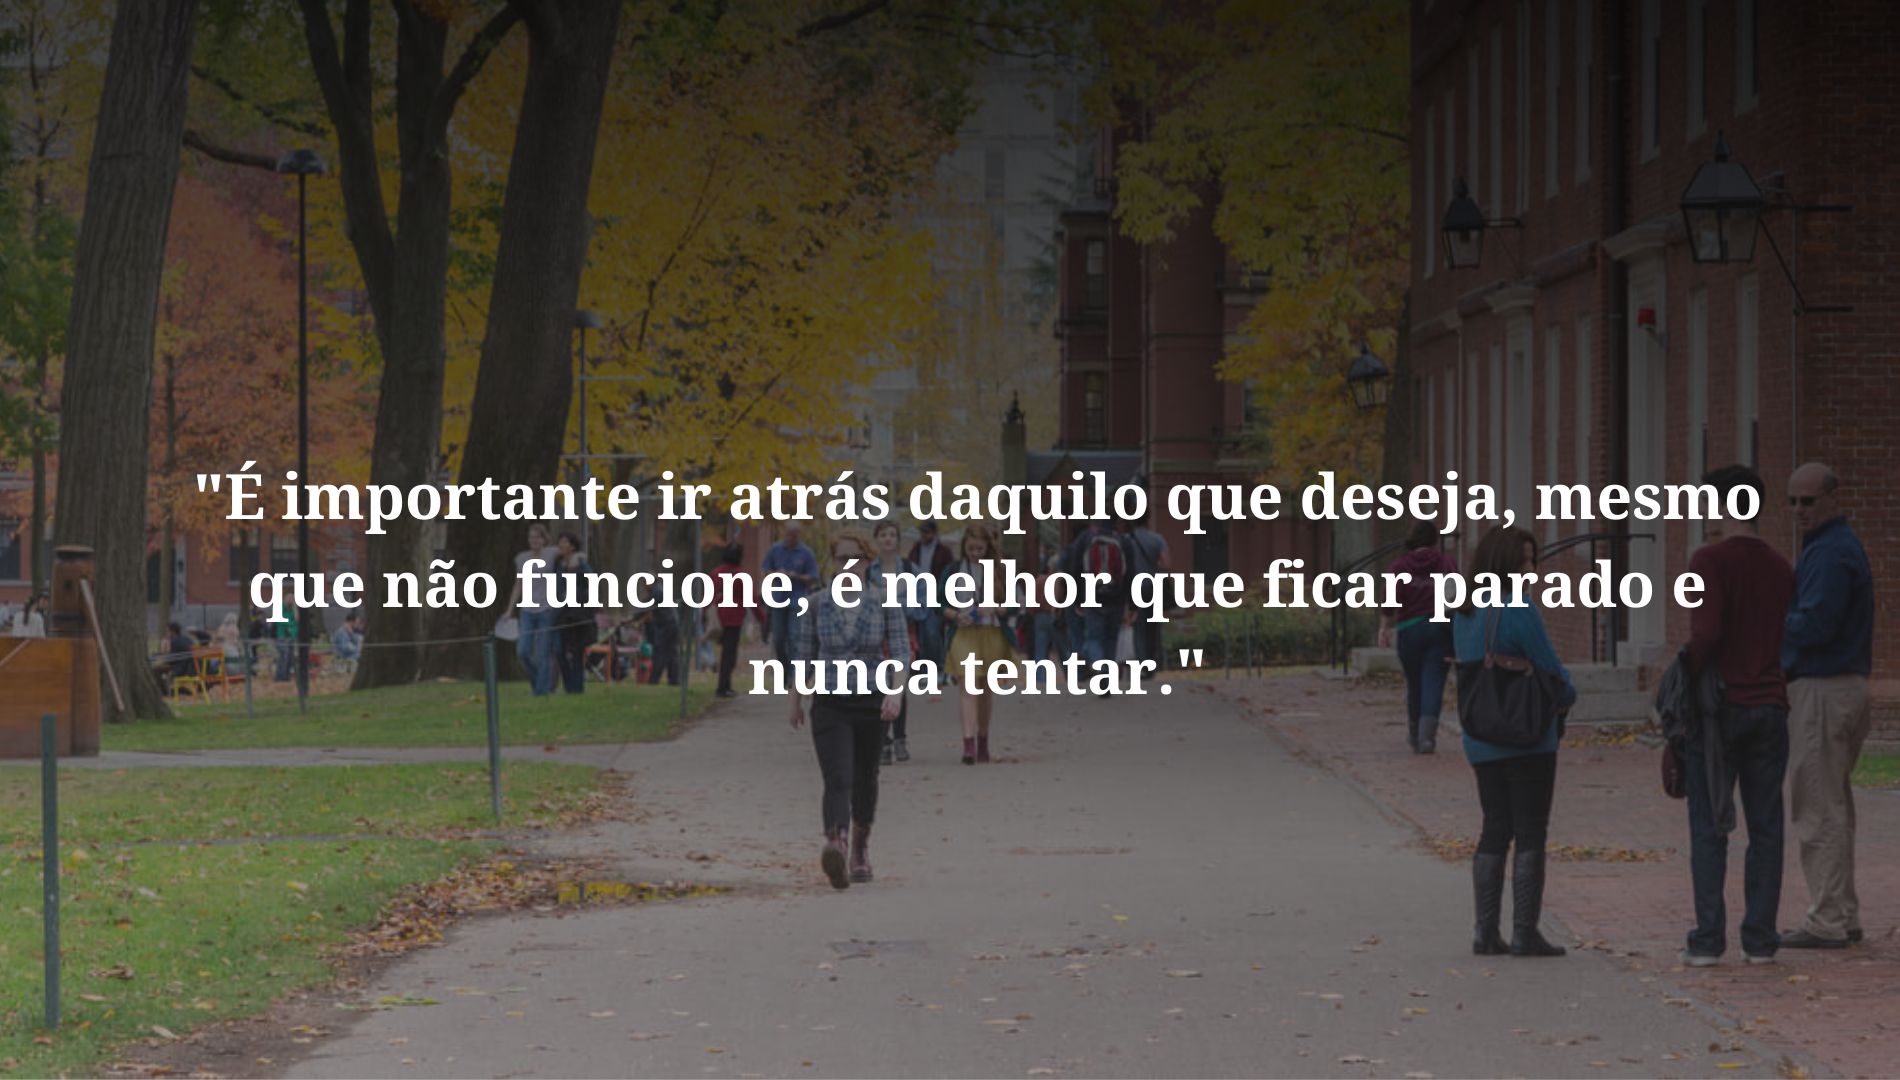 "É importante ir atrás daquilo que deseja, mesmo
que não funcione, é melhor que ficar parado e
nunca tentar."